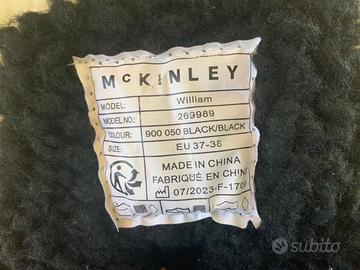 McKINLEY
MODEL: William
MODEL NO.: 269989
COLOUR: 900 050 BLACK/BLACK
SIZE: EU 37-38
MADE IN CHINA
FABRIQUÉ EN CHINE
07/2023-F-1709
subito